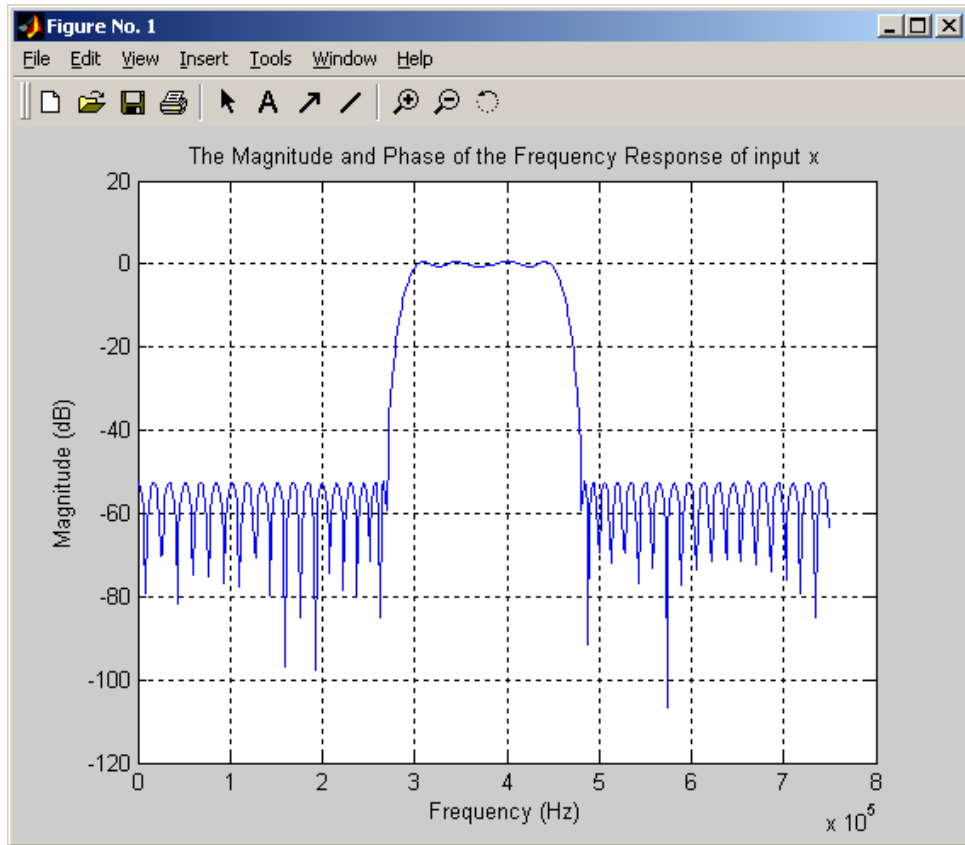 Figure No. 1
File Edit View Insert Tools Window Help
A
The Magnitude and Phase of the Frequency Response of input x
20
0
-20
-40
-60
-80
-100
-120
Magnitude (dB)
0 1 2 3 4 5 6 7 8
Frequency (Hz)
x 10^5